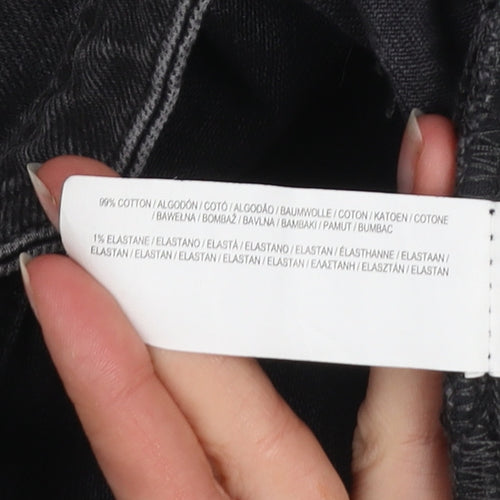 99% COTTON / ALGODÓN / COTÓ / ALGODÃO / BAUMWOLLE / COTON / KATOEN / COTONE
/ BAWEŁNA / BOMBAŽ / BAVLNA / BAMBAKI / PAMUT / BUMBAC
1% ELASTANE / ELASTANO / ELASTÀ / ELASTANO / ELASTAN / ÉLASTHANNE / ELASTAAN /
ELASTAN / ELASTAN / ELASTAN / ELASTAN / ELASTAN / ΕΛΑΣΤΑΝΗ / ELASZTÁN / ELASTAN